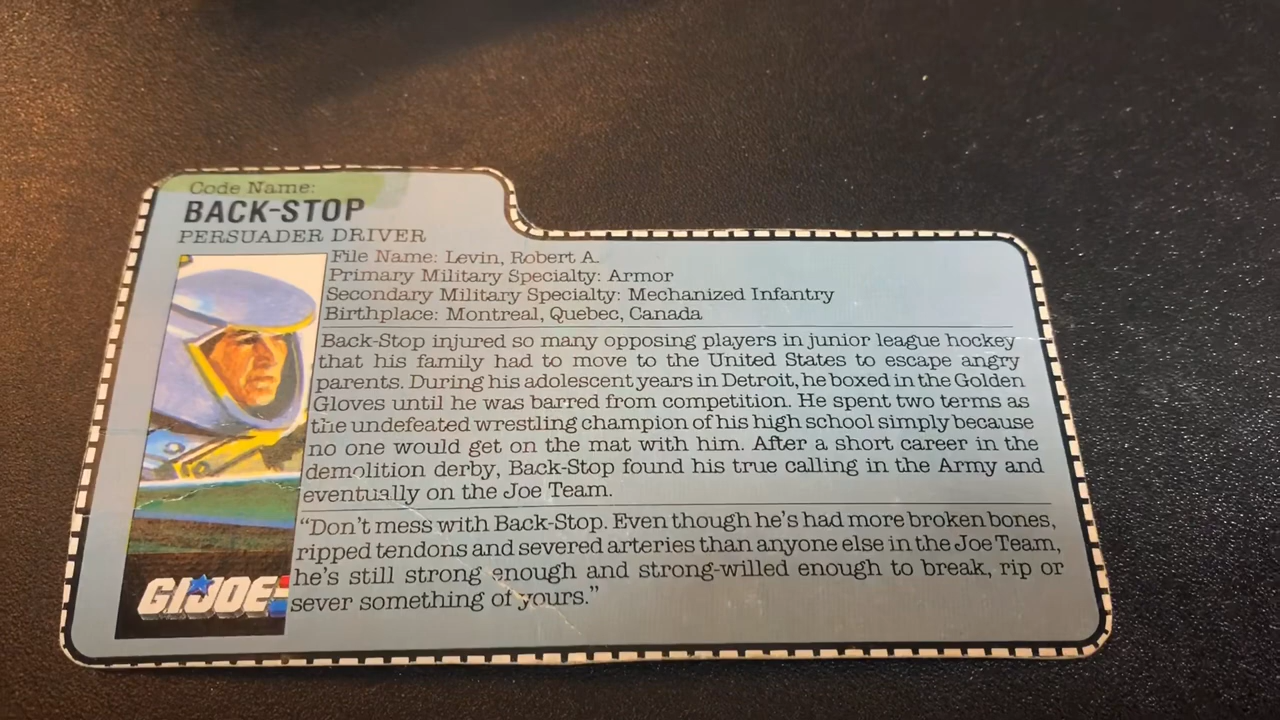 Code Name:
BACK-STOP
PERSUADER DRIVER
File Name: Levin, Robert A.
Primary Military Specialty: Armor
Secondary Military Specialty: Mechanized Infantry
Birthplace: Montreal, Quebec, Canada
Back-Stop injured so many opposing players in junior league hockey
that his family had to move to the United States to escape angry
parents. During his adolescent years in Detroit, he boxed in the Golden
Gloves until he was barred from competition. He spent two terms as
the undefeated wrestling champion of his high school simply because
no one would get on the mat with him. After a short career in the
demolition derby, Back-Stop found his true calling in the Army and
eventually on the Joe Team.
“Don't mess with Back-Stop. Even though he's had more broken bones,
ripped tendons and severed arteries than anyone else in the Joe Team,
he's still strong enough and strong-willed enough to break, rip or
sever something of yours.”
GI JOE